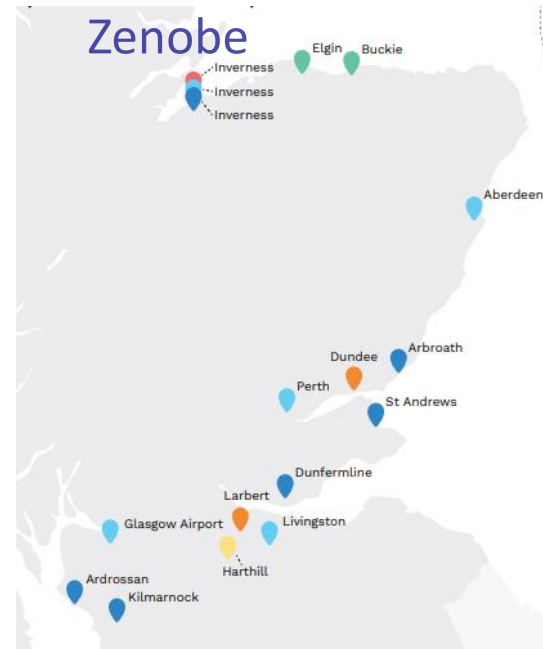 Zenobe
Elgin
Buckie
Inverness
Inverness
Inverness
Aberdeen
Arbroath
Dundee
Perth
St Andrews
Dunfermline
Larbert
Glasgow Airport
Livingston
Harthill
Ardrossan
Kilmarnock